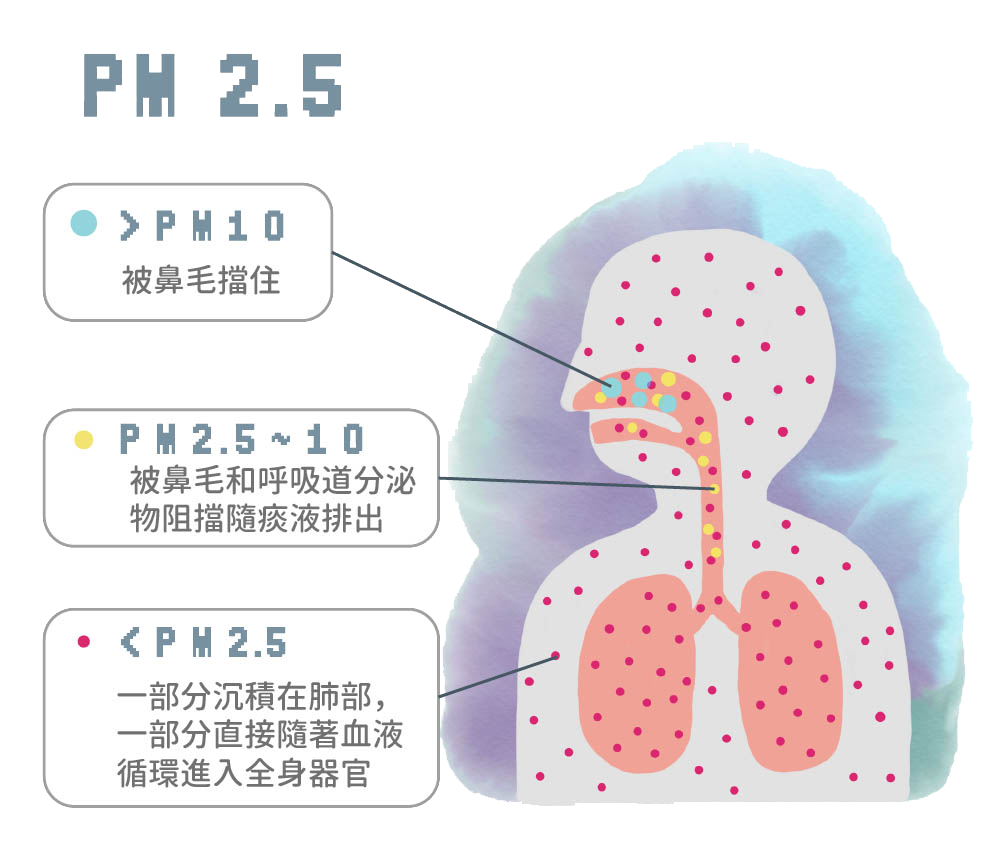 PM 2.5
>PM10
被鼻毛擋住
PM2.5~10
被鼻毛和呼吸道分泌
物阻擋隨痰液排出
<PM2.5
一部分沉積在肺部，
一部分直接隨著血液
循環進入全身器官